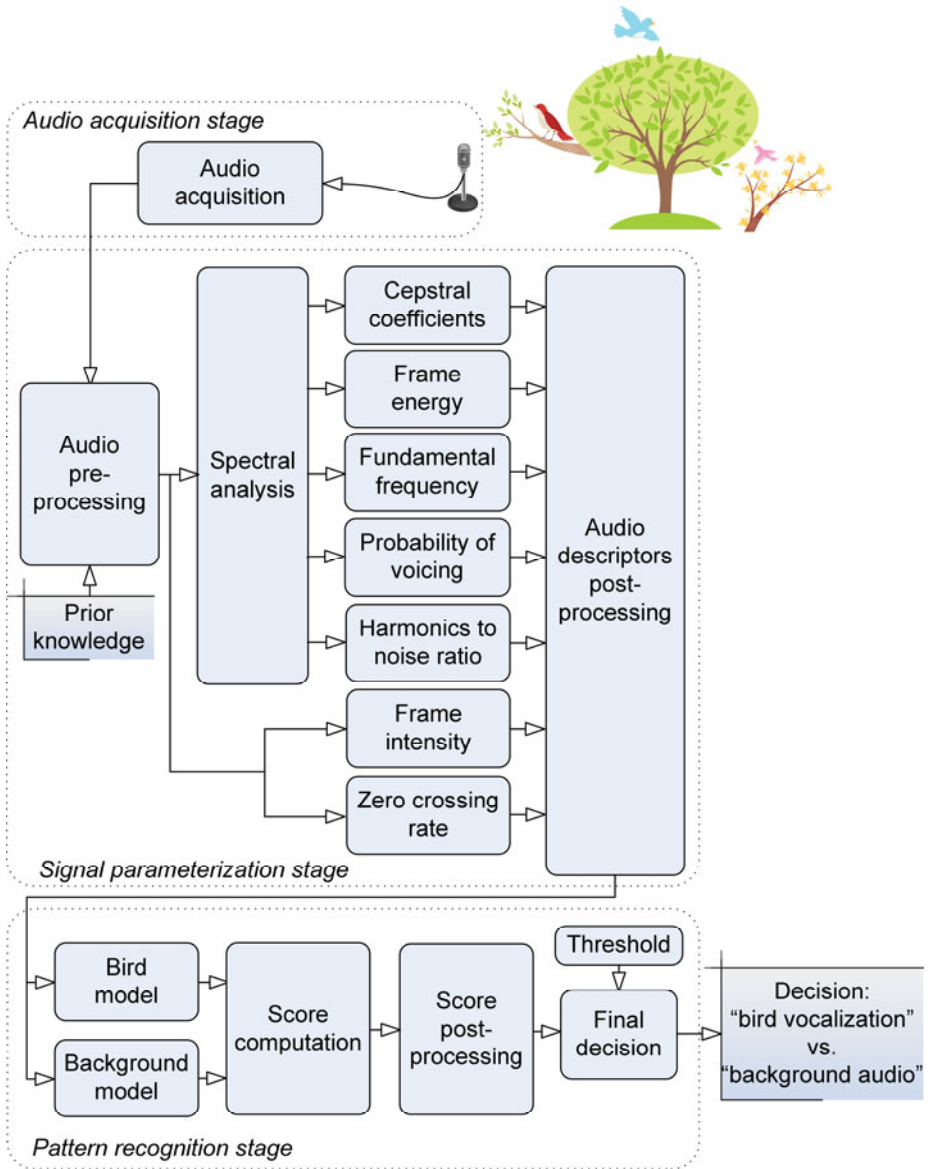 Audio acquisition stage
Audio
acquisition
Cepstral
coefficients
Frame
energy
Audio
pre-
processing
Spectral
analysis
Fundamental
frequency
Probability of
voicing
Audio
descriptors
post-
processing
Prior
knowledge
Harmonics to
noise ratio
Frame
intensity
Zero crossing
rate
Signal parameterization stage
Bird
model
Background
model
Score
computation
Score
post-
processing
Threshold
Final
decision
Decision:
“bird vocalization”
vs.
“background audio”
Pattern recognition stage